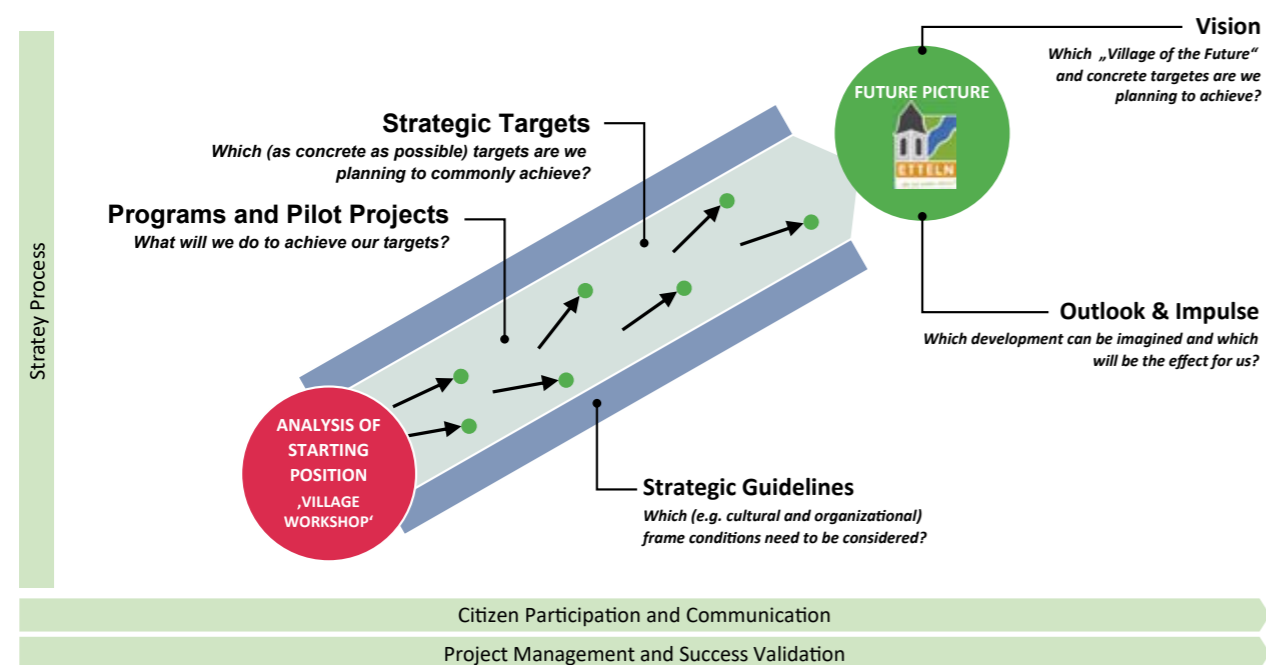 Vision
Which „Village of the Future“
and concrete targetes are we
planning to achieve?
FUTURE PICTURE
ETTELN
Strategic Targets
Which (as concrete as possible) targets are we
planning to commonly achieve?
Programs and Pilot Projects
What will we do to achieve our targets?
Stratey Process
Outlook & Impulse
Which development can be imagined and which
will be the effect for us?
ANALYSIS OF
STARTING
POSITION
‚VILLAGE
WORKSHOP‘
Strategic Guidelines
Which (e.g. cultural and organizational)
frame conditions need to be considered?
Citizen Participation and Communication
Project Management and Success Validation